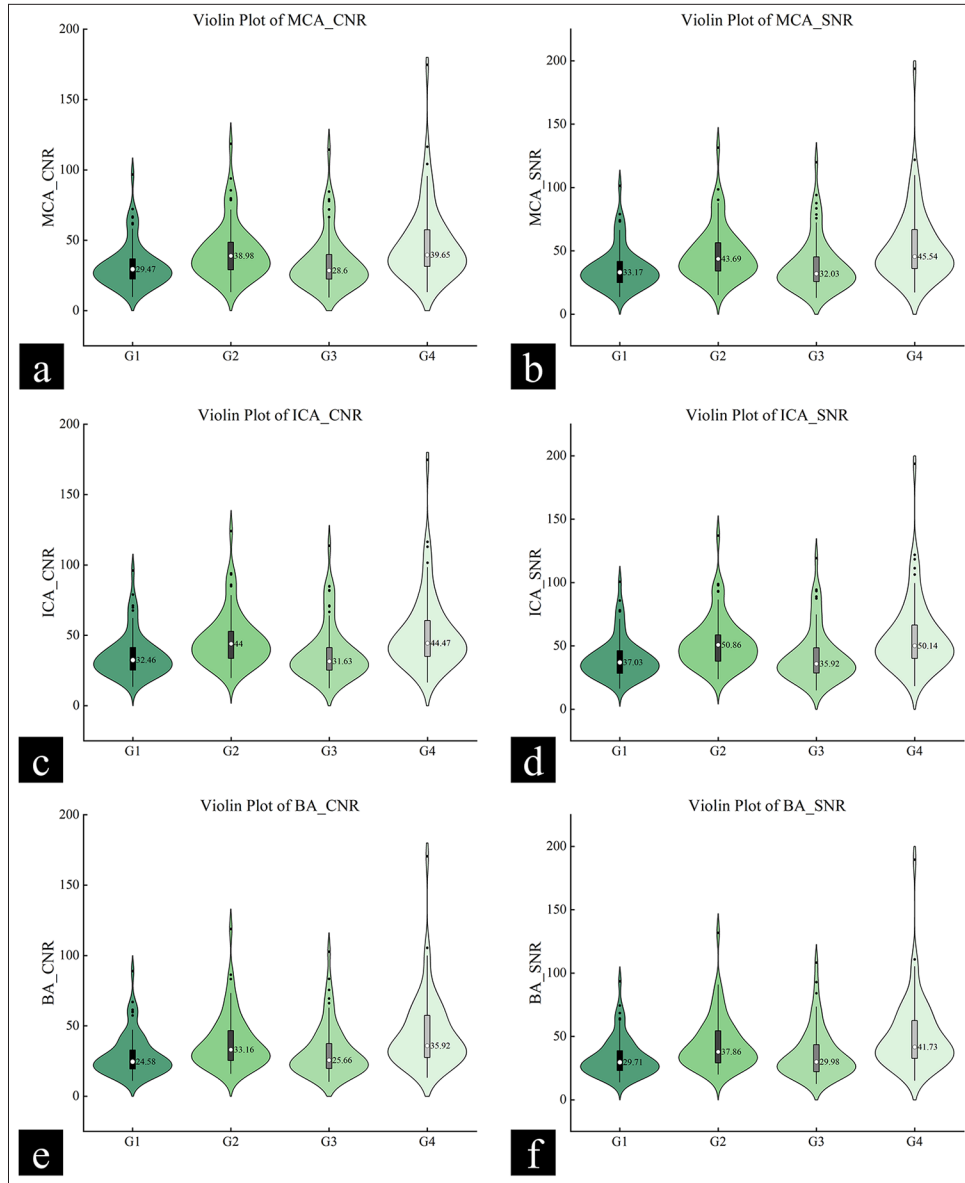 Violin Plot of MCA_CNR
200
150
100
50
0
MCA_CNR
29.47
38.98
28.6
39.65
G1
G2
G3
G4
a
Violin Plot of MCA_SNR
200
150
100
50
0
MCA_SNR
33.17
43.69
32.03
45.54
G1
G2
G3
G4
b
Violin Plot of ICA_CNR
200
150
100
50
0
ICA_CNR
32.46
44
31.63
44.47
G1
G2
G3
G4
c
Violin Plot of ICA_SNR
200
150
100
50
0
ICA_SNR
37.03
50.86
35.92
50.14
G1
G2
G3
G4
d
Violin Plot of BA_CNR
200
150
100
50
0
BA_CNR
24.58
33.16
25.66
35.92
G1
G2
G3
G4
e
Violin Plot of BA_SNR
200
150
100
50
0
BA_SNR
29.71
37.86
29.98
41.73
G1
G2
G3
G4
f